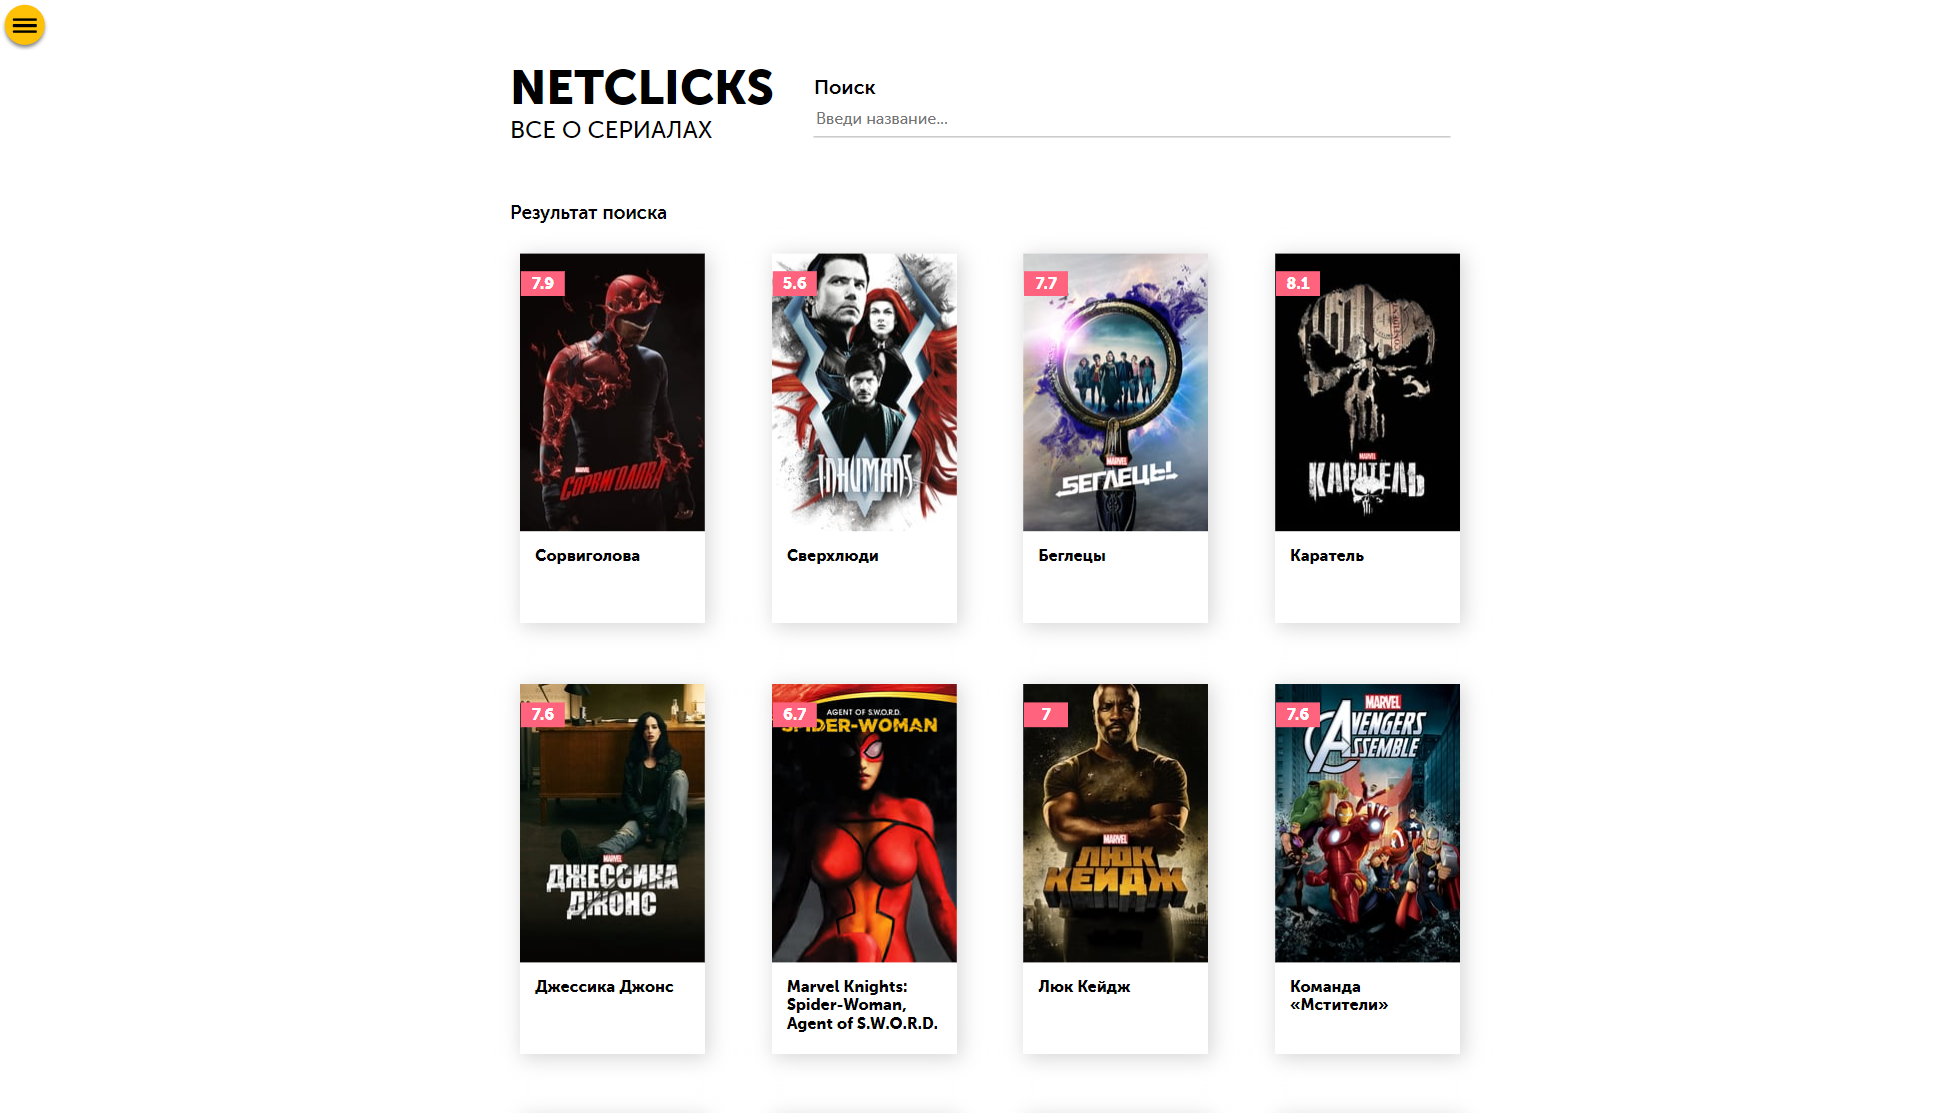 NETCLICKS
ВСЕ О СЕРИАЛАХ
Поиск
Введи название...
Результат поиска
7.9
MARVEL
СОРВИГОЛОВА
Сорвиголова
5.6
INHUMANS
Сверхлюди
7.7
MARVEL
БЕГЛЕЦЫ
Беглецы
8.1
CONFIDENT
MARVEL
КАРАТЕЛЬ
Каратель
7.6
MARVEL
ДЖЕССИКА
ДЖОНС
Джессика Джонс
6.7
AGENT OF S.W.O.R.D.
SPIDER-WOMAN
Marvel Knights:
Spider-Woman,
Agent of S.W.O.R.D.
7
MARVEL
ЛЮК
КЕЙДЖ
Люк Кейдж
7.6
MARVEL
AVENGERS
ASSEMBLE
Команда
«Мстители»